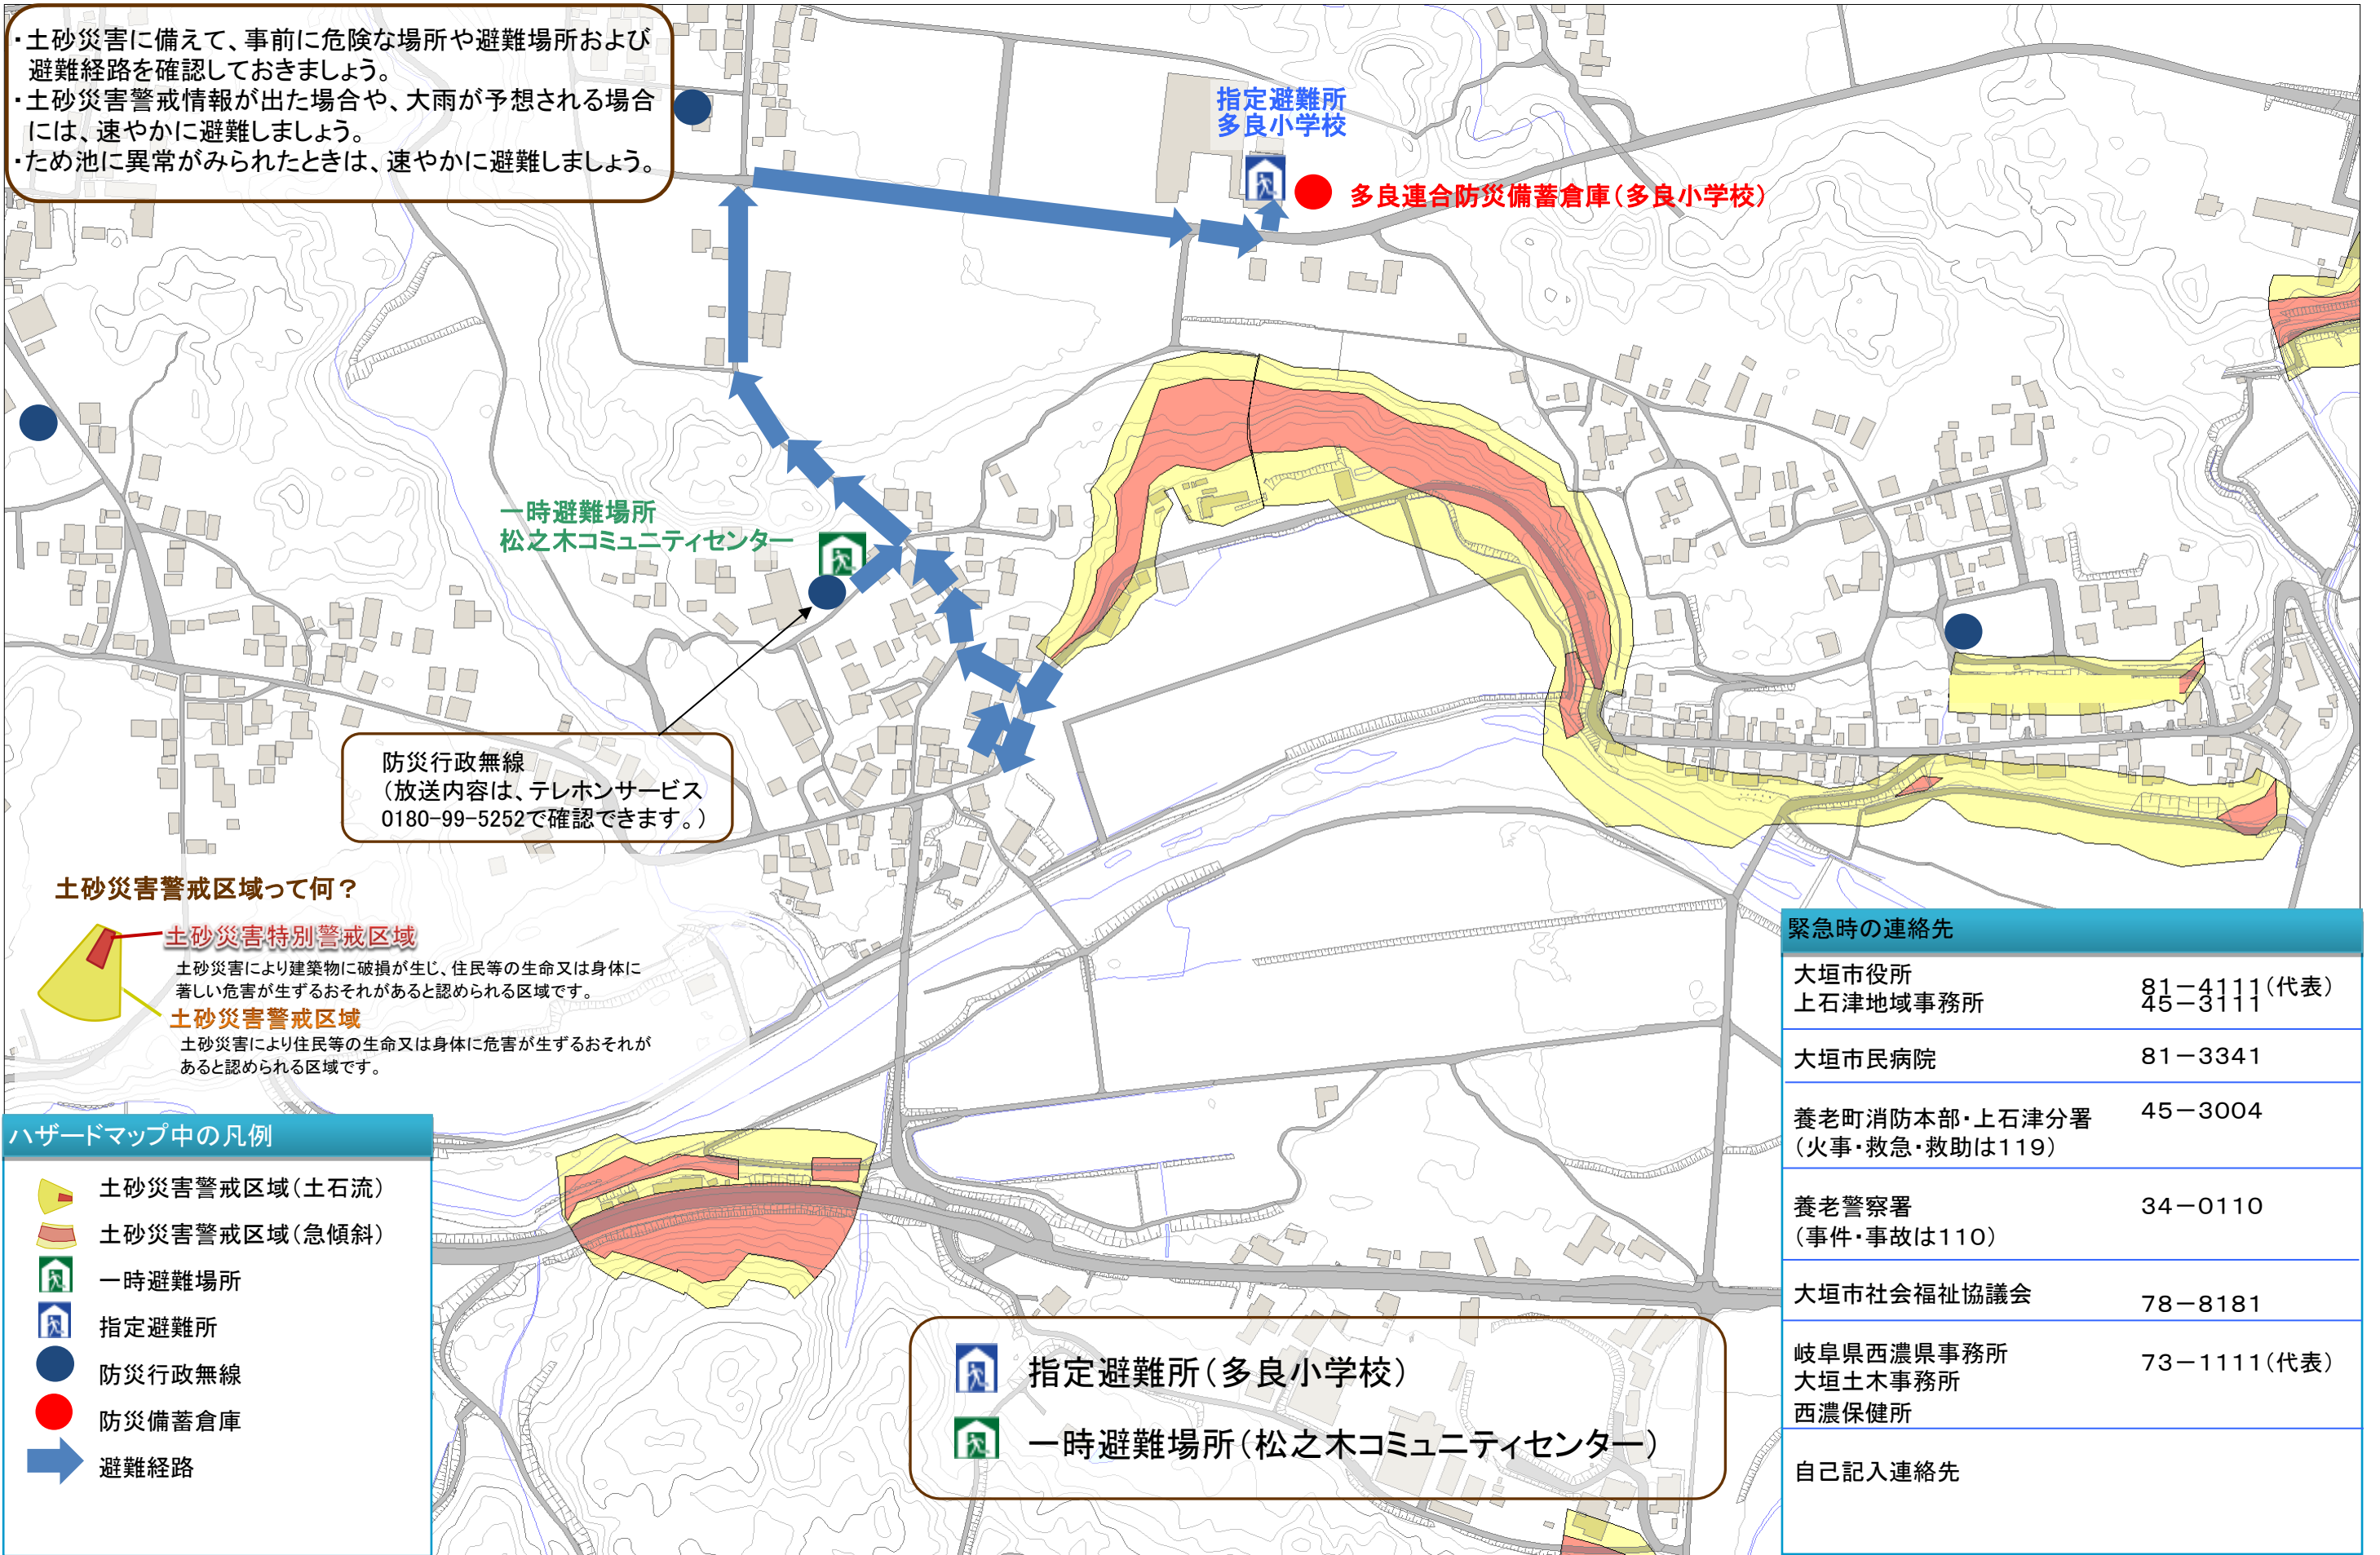 ・土砂災害に備えて、事前に危険な場所や避難場所および
避難経路を確認しておきましょう。
・土砂災害警戒情報が出た場合や、大雨が予想される場合
には、速やかに避難しましょう。
・ため池に異常がみられたときは、速やかに避難しましょう。
指定避難所
多良小学校
多良連合防災備蓄倉庫(多良小学校)
一時避難場所
松之木コミュニティセンター
防災行政無線
(放送内容は、テレホンサービス
0180-99-5252で確認できます。)
土砂災害警戒区域って何?
土砂災害特別警戒区域
土砂災害により建築物に破損が生じ、住民等の生命又は身体に
著しい危害が生ずるおそれがあると認められる区域です。
土砂災害警戒区域
土砂災害により住民等の生命又は身体に危害が生ずるおそれが
あると認められる区域です。
ハザードマップ中の凡例
土砂災害警戒区域(土石流)
土砂災害警戒区域(急傾斜)
一時避難場所
指定避難所
防災行政無線
防災備蓄倉庫
避難経路
指定避難所(多良小学校)
一時避難場所(松之木コミュニティセンター)
緊急時の連絡先
大垣市役所 81-4111(代表)
上石津地域事務所 45-3111
大垣市民病院 81-3341
養老町消防本部・上石津分署 45-3004
(火事・救急・救助は119)
養老警察署 34-0110
(事件・事故は110)
大垣市社会福祉協議会 78-8181
岐阜県西濃県事務所 73-1111(代表)
大垣土木事務所
西濃保健所
自己記入連絡先